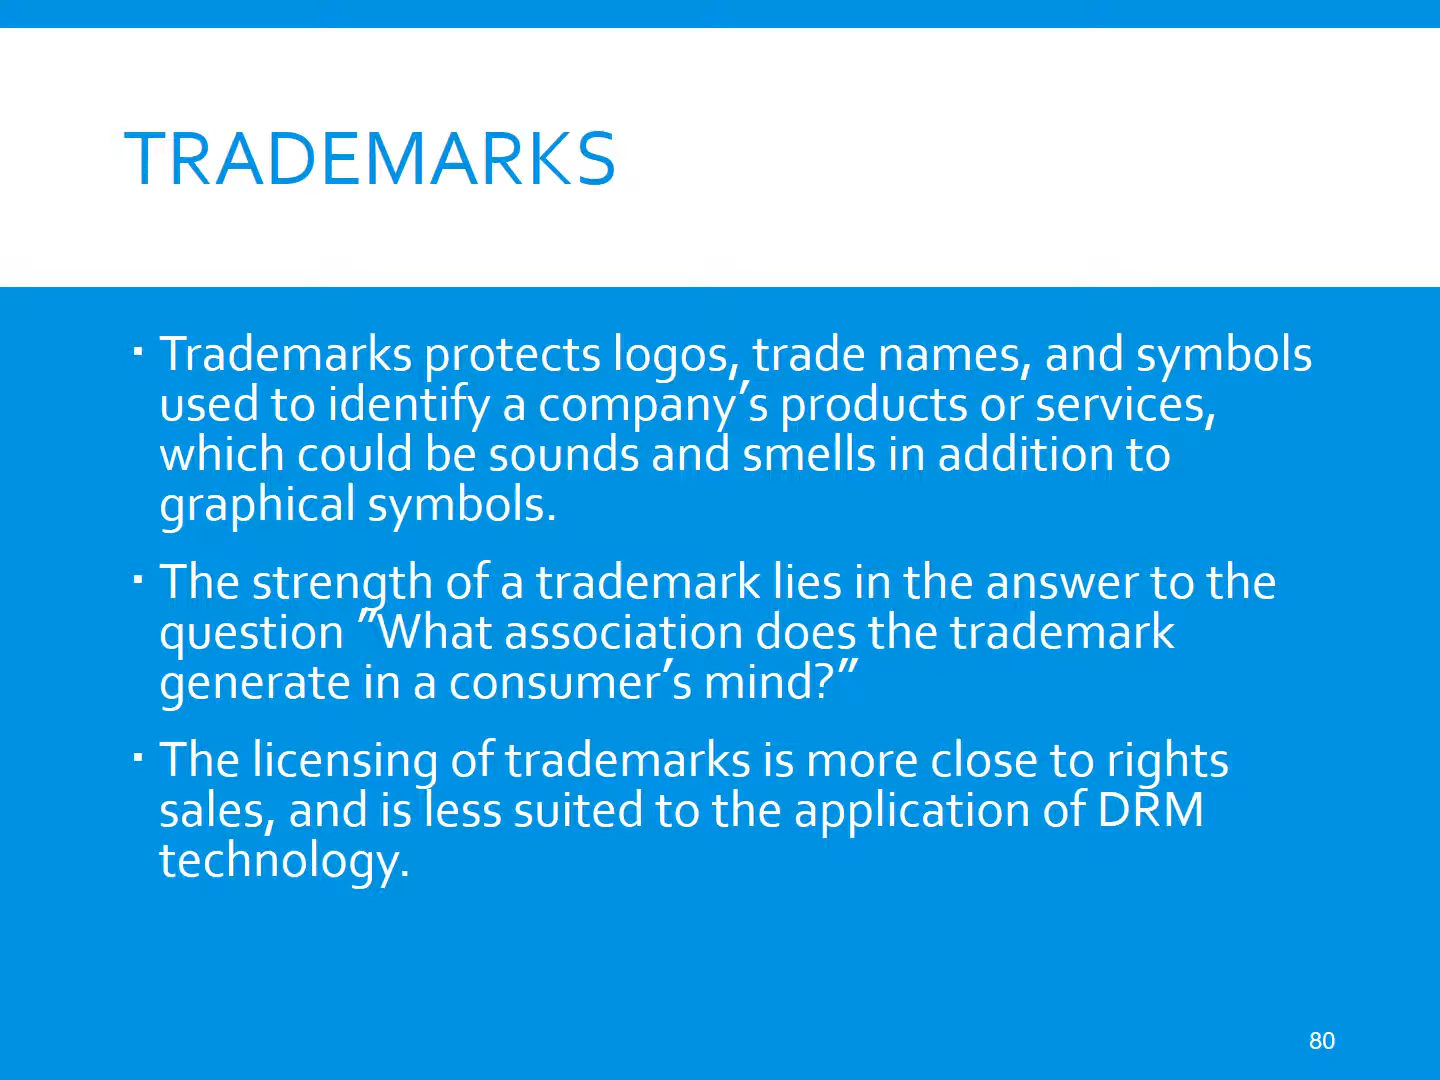 TRADEMARKS
▪ Trademarks protects logos, trade names, and symbols
used to identify a company’s products or services,
which could be sounds and smells in addition to
graphical symbols.
▪ The strength of a trademark lies in the answer to the
question ”What association does the trademark
generate in a consumer’s mind?”
▪ The licensing of trademarks is more close to rights
sales, and is less suited to the application of DRM
technology.
80